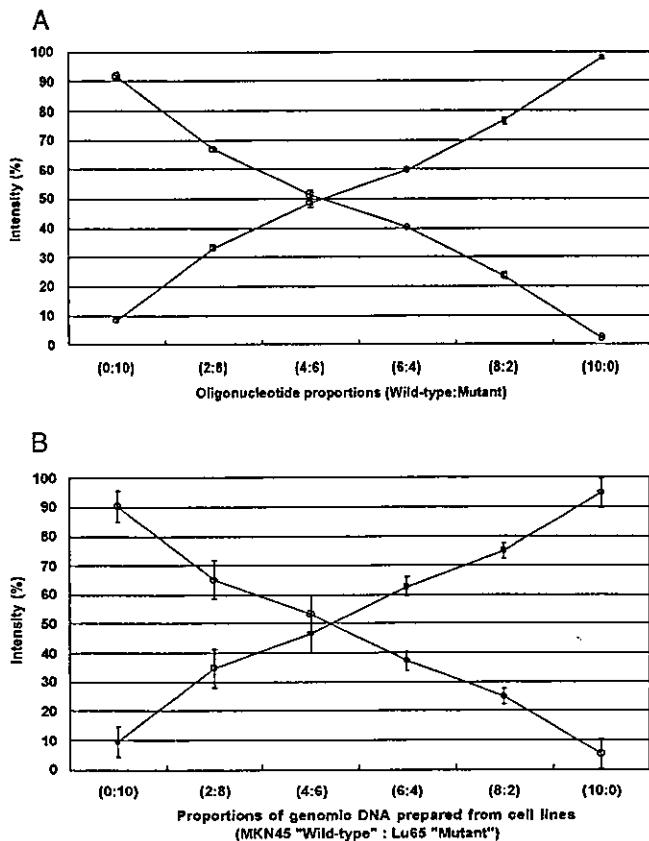 A
100
90
80
70
60
50
40
30
20
10
0
Intensity (%)
(0:10) (2:8) (4:6) (6:4) (8:2) (10:0)
Oligonucleotide proportions (Wild-type:Mutant)
B
100
90
80
70
60
50
40
30
20
10
0
Intensity (%)
(0:10) (2:8) (4:6) (6:4) (8:2) (10:0)
Proportions of genomic DNA prepared from cell lines
(MKN45 "Wild-type" : Lu65 "Mutant")